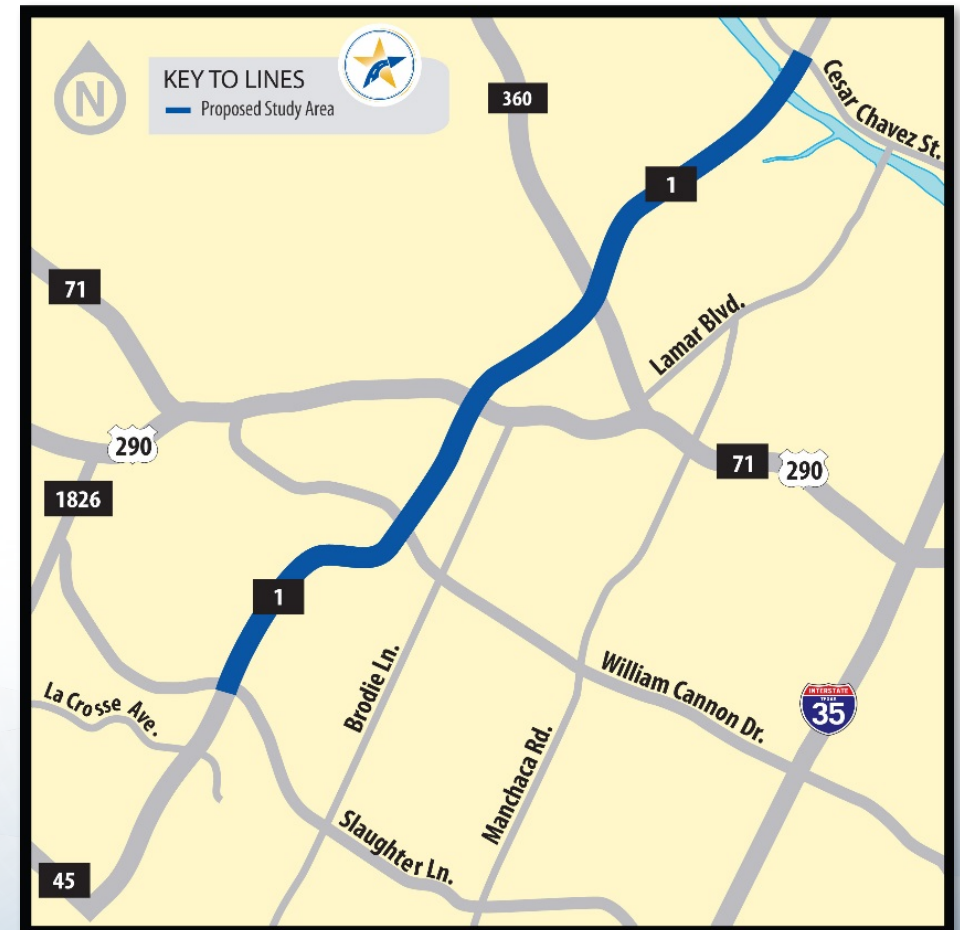 N
KEY TO LINES
Proposed Study Area
360
Cesar Chavez St.
1
71
Lamar Blvd.
290
71
290
1826
1
La Crosse Ave.
Brodie Ln.
William Cannon Dr.
INTERSTATE
TEXAS
35
Manchaca Rd.
Slaughter Ln.
45